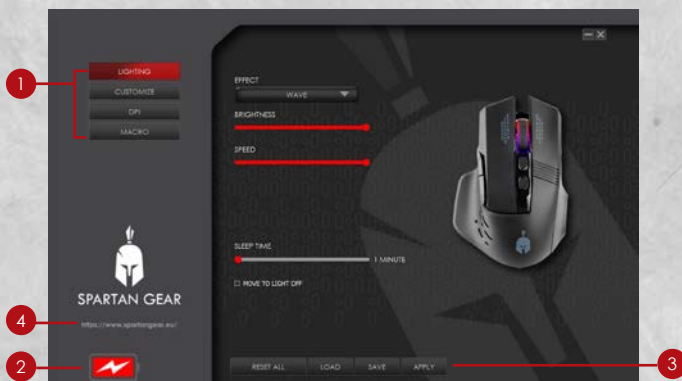 1
LIGHTING
CUSTOMIZE
DPI
MACRO
EFFECT
WAVE
BRIGHTNESS
SPEED
SLEEP TIME
1 MINUTE
MOVE TO LIGHT OFF
SPARTAN GEAR
4
https://www.spartangear.eu/
2
RESET ALL
LOAD
SAVE
APPLY
3